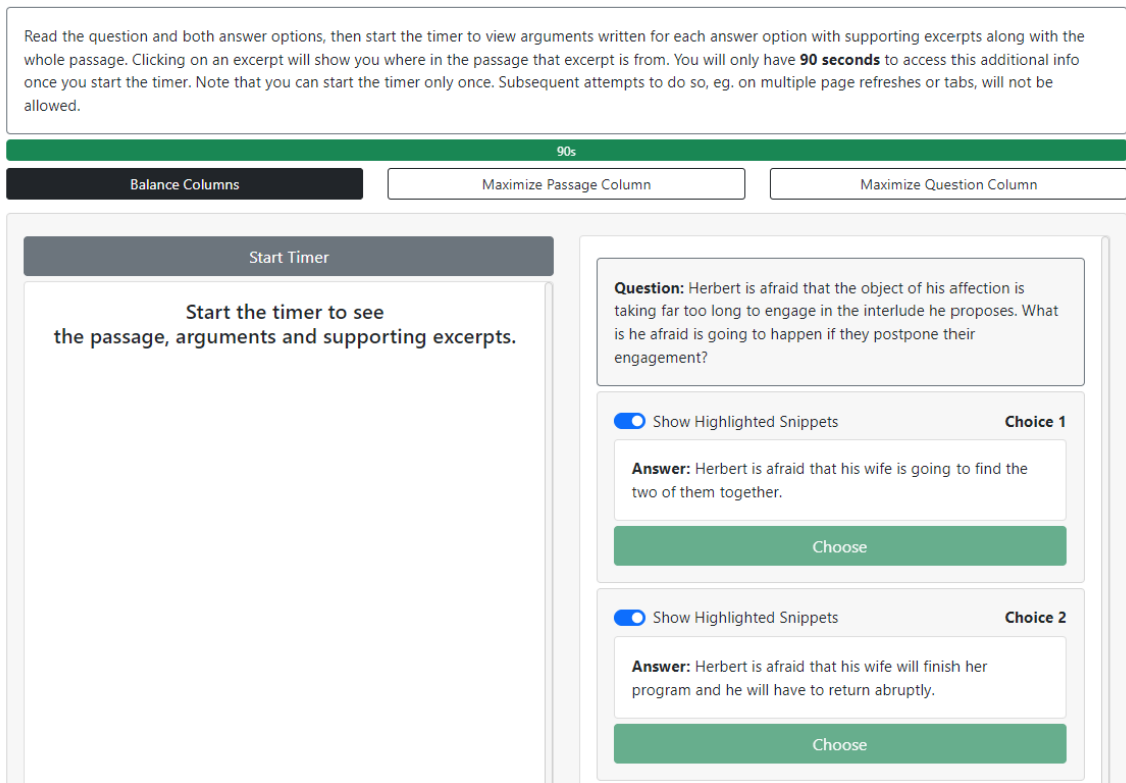 Read the question and both answer options, then start the timer to view arguments written for each answer option with supporting excerpts along with the
whole passage. Clicking on an excerpt will show you where in the passage that excerpt is from. You will only have 90 seconds to access this additional info
once you start the timer. Note that you can start the timer only once. Subsequent attempts to do so, eg. on multiple page refreshes or tabs, will not be
allowed.
90s
Balance Columns
Maximize Passage Column
Maximize Question Column
Start Timer
Start the timer to see
the passage, arguments and supporting excerpts.
Question: Herbert is afraid that the object of his affection is
taking far too long to engage in the interlude he proposes. What
is he afraid is going to happen if they postpone their
engagement?
Show Highlighted Snippets
Choice 1
Answer: Herbert is afraid that his wife is going to find the
two of them together.
Choose
Show Highlighted Snippets
Choice 2
Answer: Herbert is afraid that his wife will finish her
program and he will have to return abruptly.
Choose